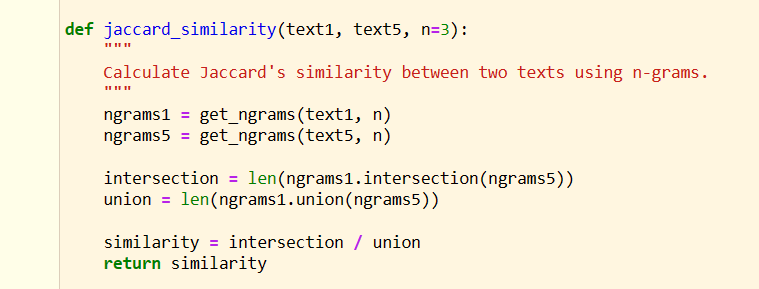 def jaccard_similarity(text1, text5, n=3):
"""
Calculate Jaccard's similarity between two texts using n-grams.
"""
ngrams1 = get_ngrams(text1, n)
ngrams5 = get_ngrams(text5, n)
intersection = len(ngrams1.intersection(ngrams5))
union = len(ngrams1.union(ngrams5))
similarity = intersection / union
return similarity